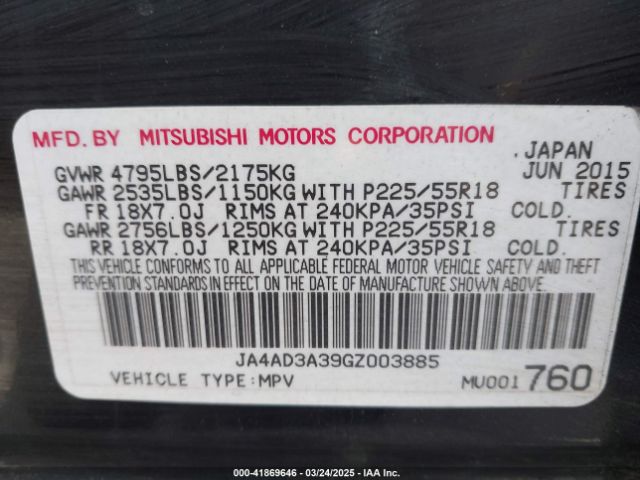 MFD. BY MITSUBISHI MOTORS CORPORATION
. JAPAN
GVWR 4795LBS/2175KG JUN 2015
GAWR 2535LBS/1150KG WITH P225/55R18 TIRES
FR 18X7.0J RIMS AT 240KPA/35PSI COLD.
GAWR 2756LBS/1250KG WITH P225/55R18 TIRES
RR 18X7.0J RIMS AT 240KPA/35PSI COLD.
THIS VEHICLE CONFORMS TO ALL APPLICABLE FEDERAL MOTOR VEHICLE SAFETY AND THEFT
PREVENTION STANDARDS IN EFFECT ON THE DATE OF MANUFACTURE SHOWN ABOVE.
JA4AD3A39GZ003885
VEHICLE TYPE:MPV MU001 760
© COPYRIGHT
(#) 41869646 / 03/24/2025 / IAA Inc.